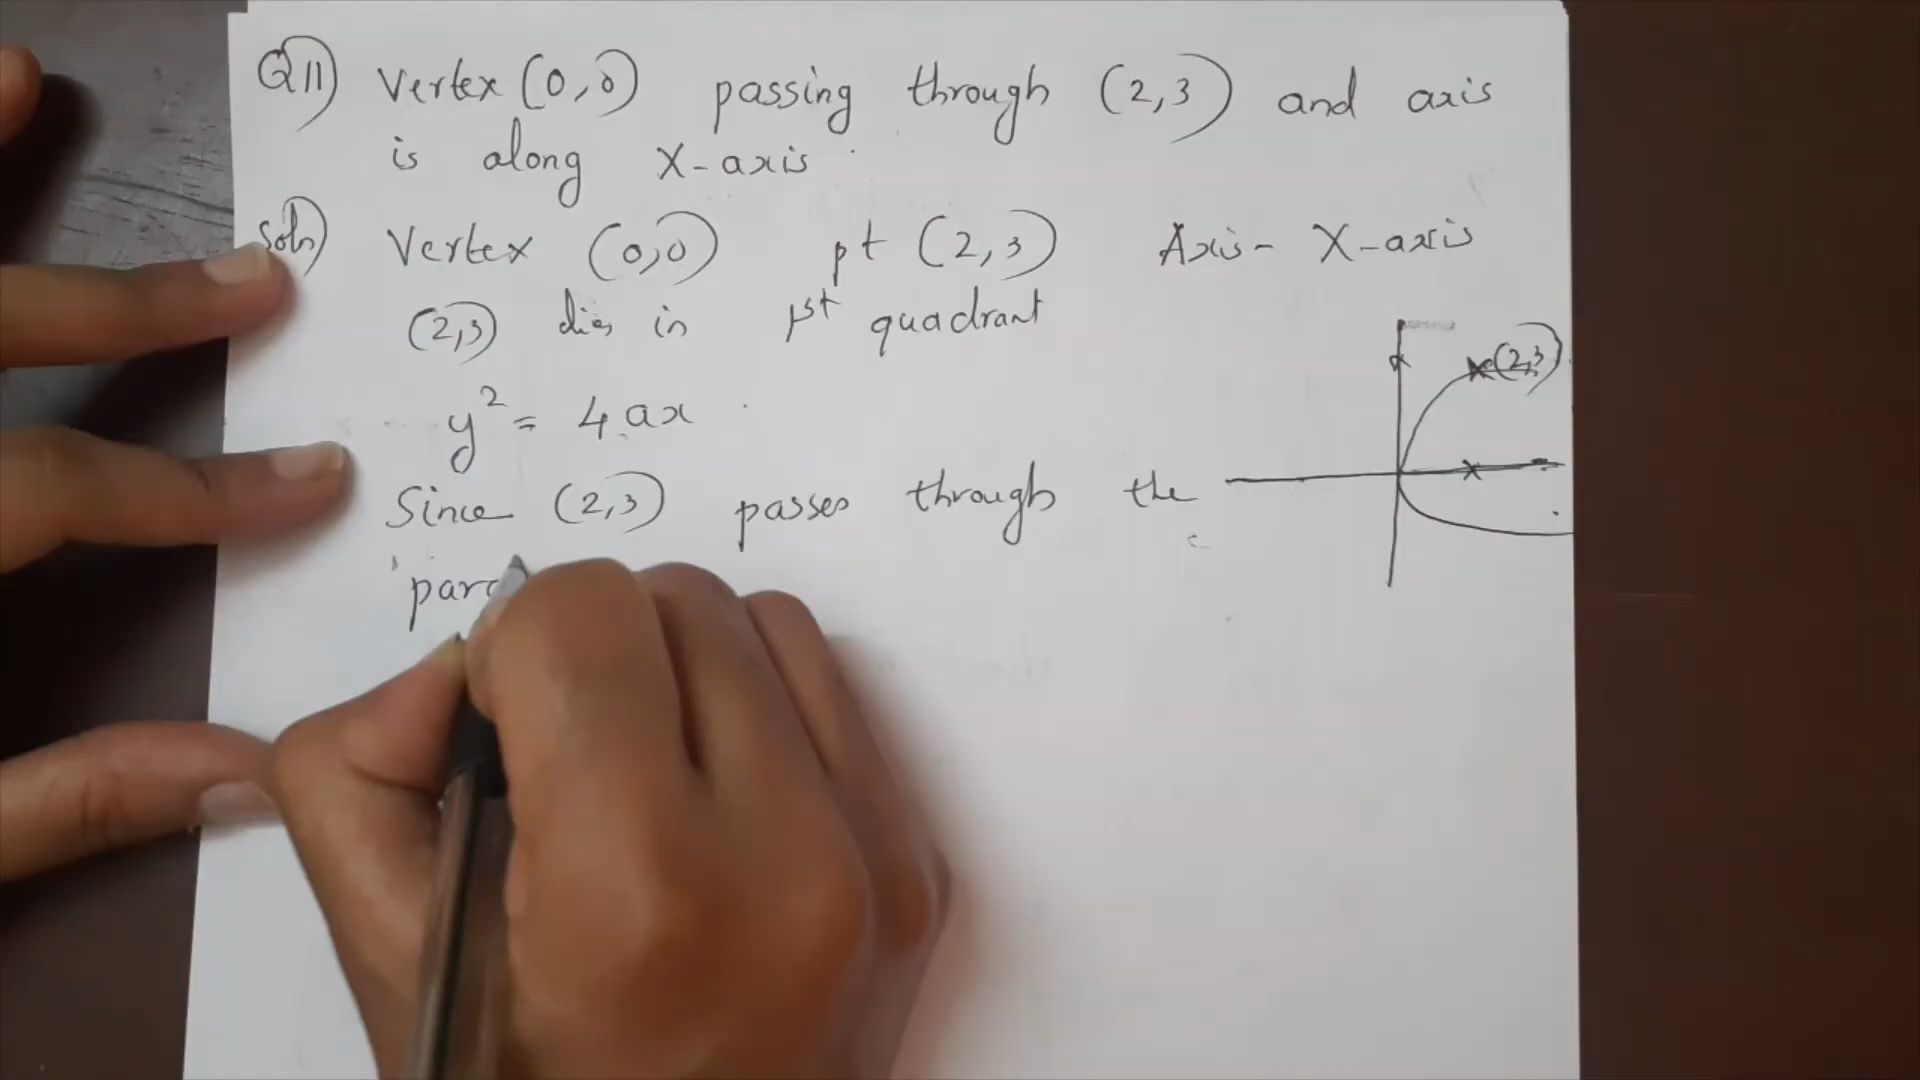 Q11) Vertex (0,0) passing through (2,3) and axis
is along X-axis.
Soln) Vertex (0,0) pt (2,3) Axis - X-axis
(2,3) lies in 1st quadrant
(2,3)
y² = 4ax
Since (2,3) passes through the
para